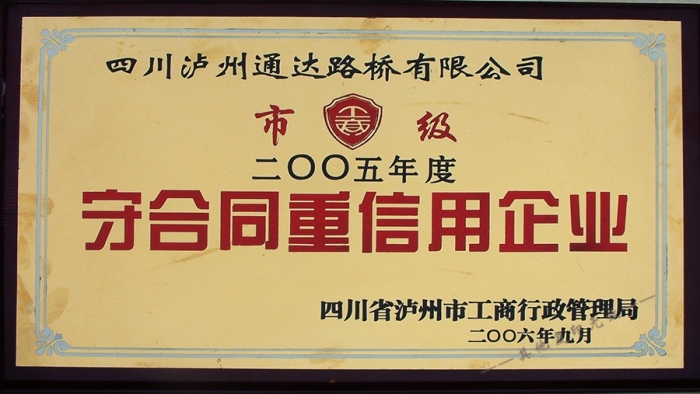 四川泸州通达路桥有限公司
市 工商 级
二〇〇五年度
守合同重信用企业
四川省泸州市工商行政管理局
二〇〇六年九月